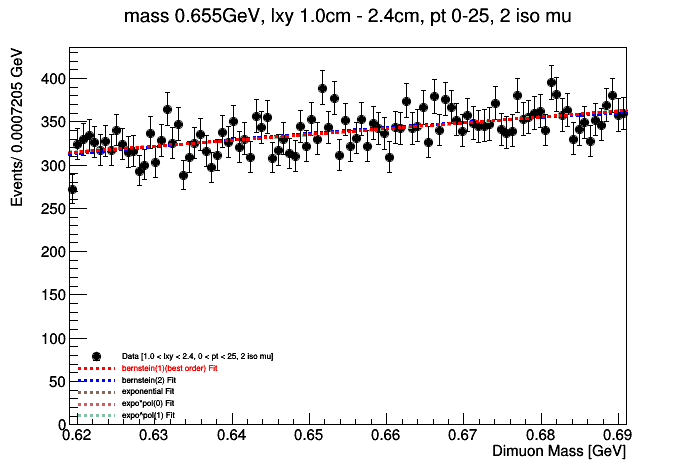 mass 0.655GeV, lxy 1.0cm - 2.4cm, pt 0-25, 2 iso mu
Events/ 0.0007205 GeV
400
350
300
250
200
150
100
50
0
Data [1.0 < lxy < 2.4, 0 < pt < 25, 2 iso mu]
bernstein(1)(best order) Fit
bernstein(2) Fit
exponential Fit
expo*pol(0) Fit
expo*pol(1) Fit
0.62 0.63 0.64 0.65 0.66 0.67 0.68 0.69
Dimuon Mass [GeV]